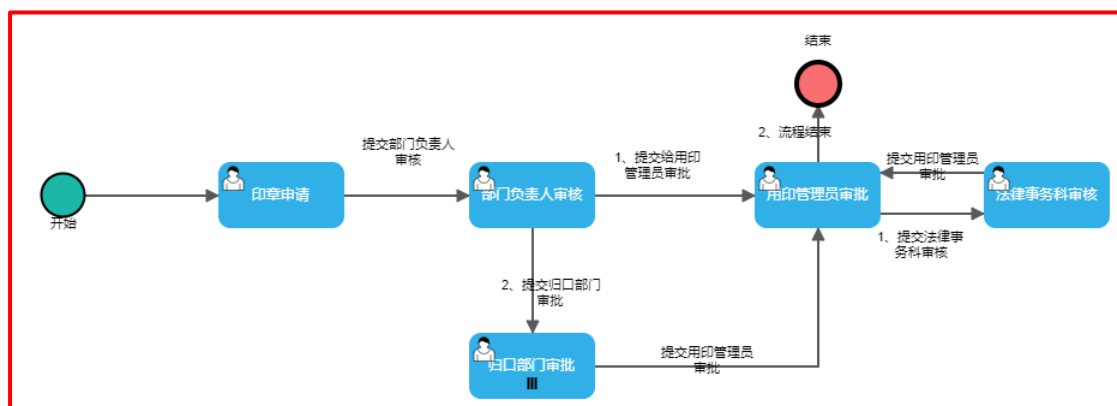 结束
2、流程结束
提交部门负责人
审核
1、提交给用印
管理员审批
提交用印管理员
审批
开始
印章申请
部门负责人审核
用印管理员审批
法律事务科审核
1、提交法律事
务科审核
2、提交归口部门
审批
归口部门审批
提交用印管理员
审批